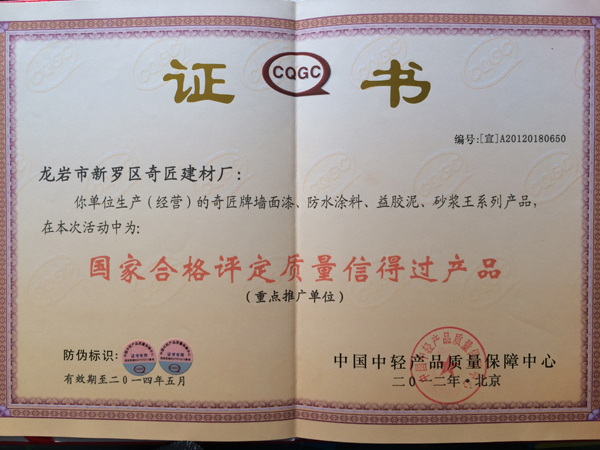 证 CQGC 书
编号:[宣]A20120180650
龙岩市新罗区奇匠建材厂：
你单位生产（经营）的奇匠牌墙面漆、防水涂料、益胶泥、砂浆王系列产品，
在本次活动中为：
国家合格评定质量信得过产品
（重点推广单位）
防伪标识：
中国中轻产品质量保障中心
有效期至二〇一四年五月
二〇一二年·北京